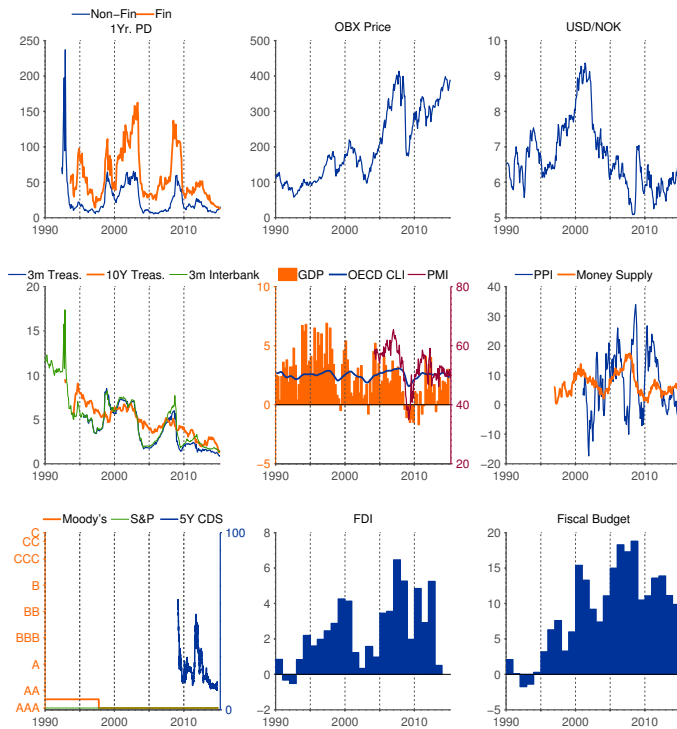 Non−Fin Fin
1Yr. PD
250
200
150
100
50
0
1990 2000 2010
OBX Price
500
400
300
200
100
0
1990 2000 2010
USD/NOK
10
9
8
7
6
5
1990 2000 2010
3m Treas. 10Y Treas. 3m Interbank
20
15
10
5
0
1990 2000 2010
GDP OECD CLI PMI
10
5
0
−5
80
60
40
20
1990 2000 2010
PPI Money Supply
40
30
20
10
0
−10
−20
1990 2000 2010
Moody's S&P 5Y CDS
C
CC
CCC
B
BB
BBB
A
AA
AAA
100
0
1990 2000 2010
FDI
8
6
4
2
0
−2
1990 2000 2010
Fiscal Budget
20
15
10
5
0
−5
1990 2000 2010